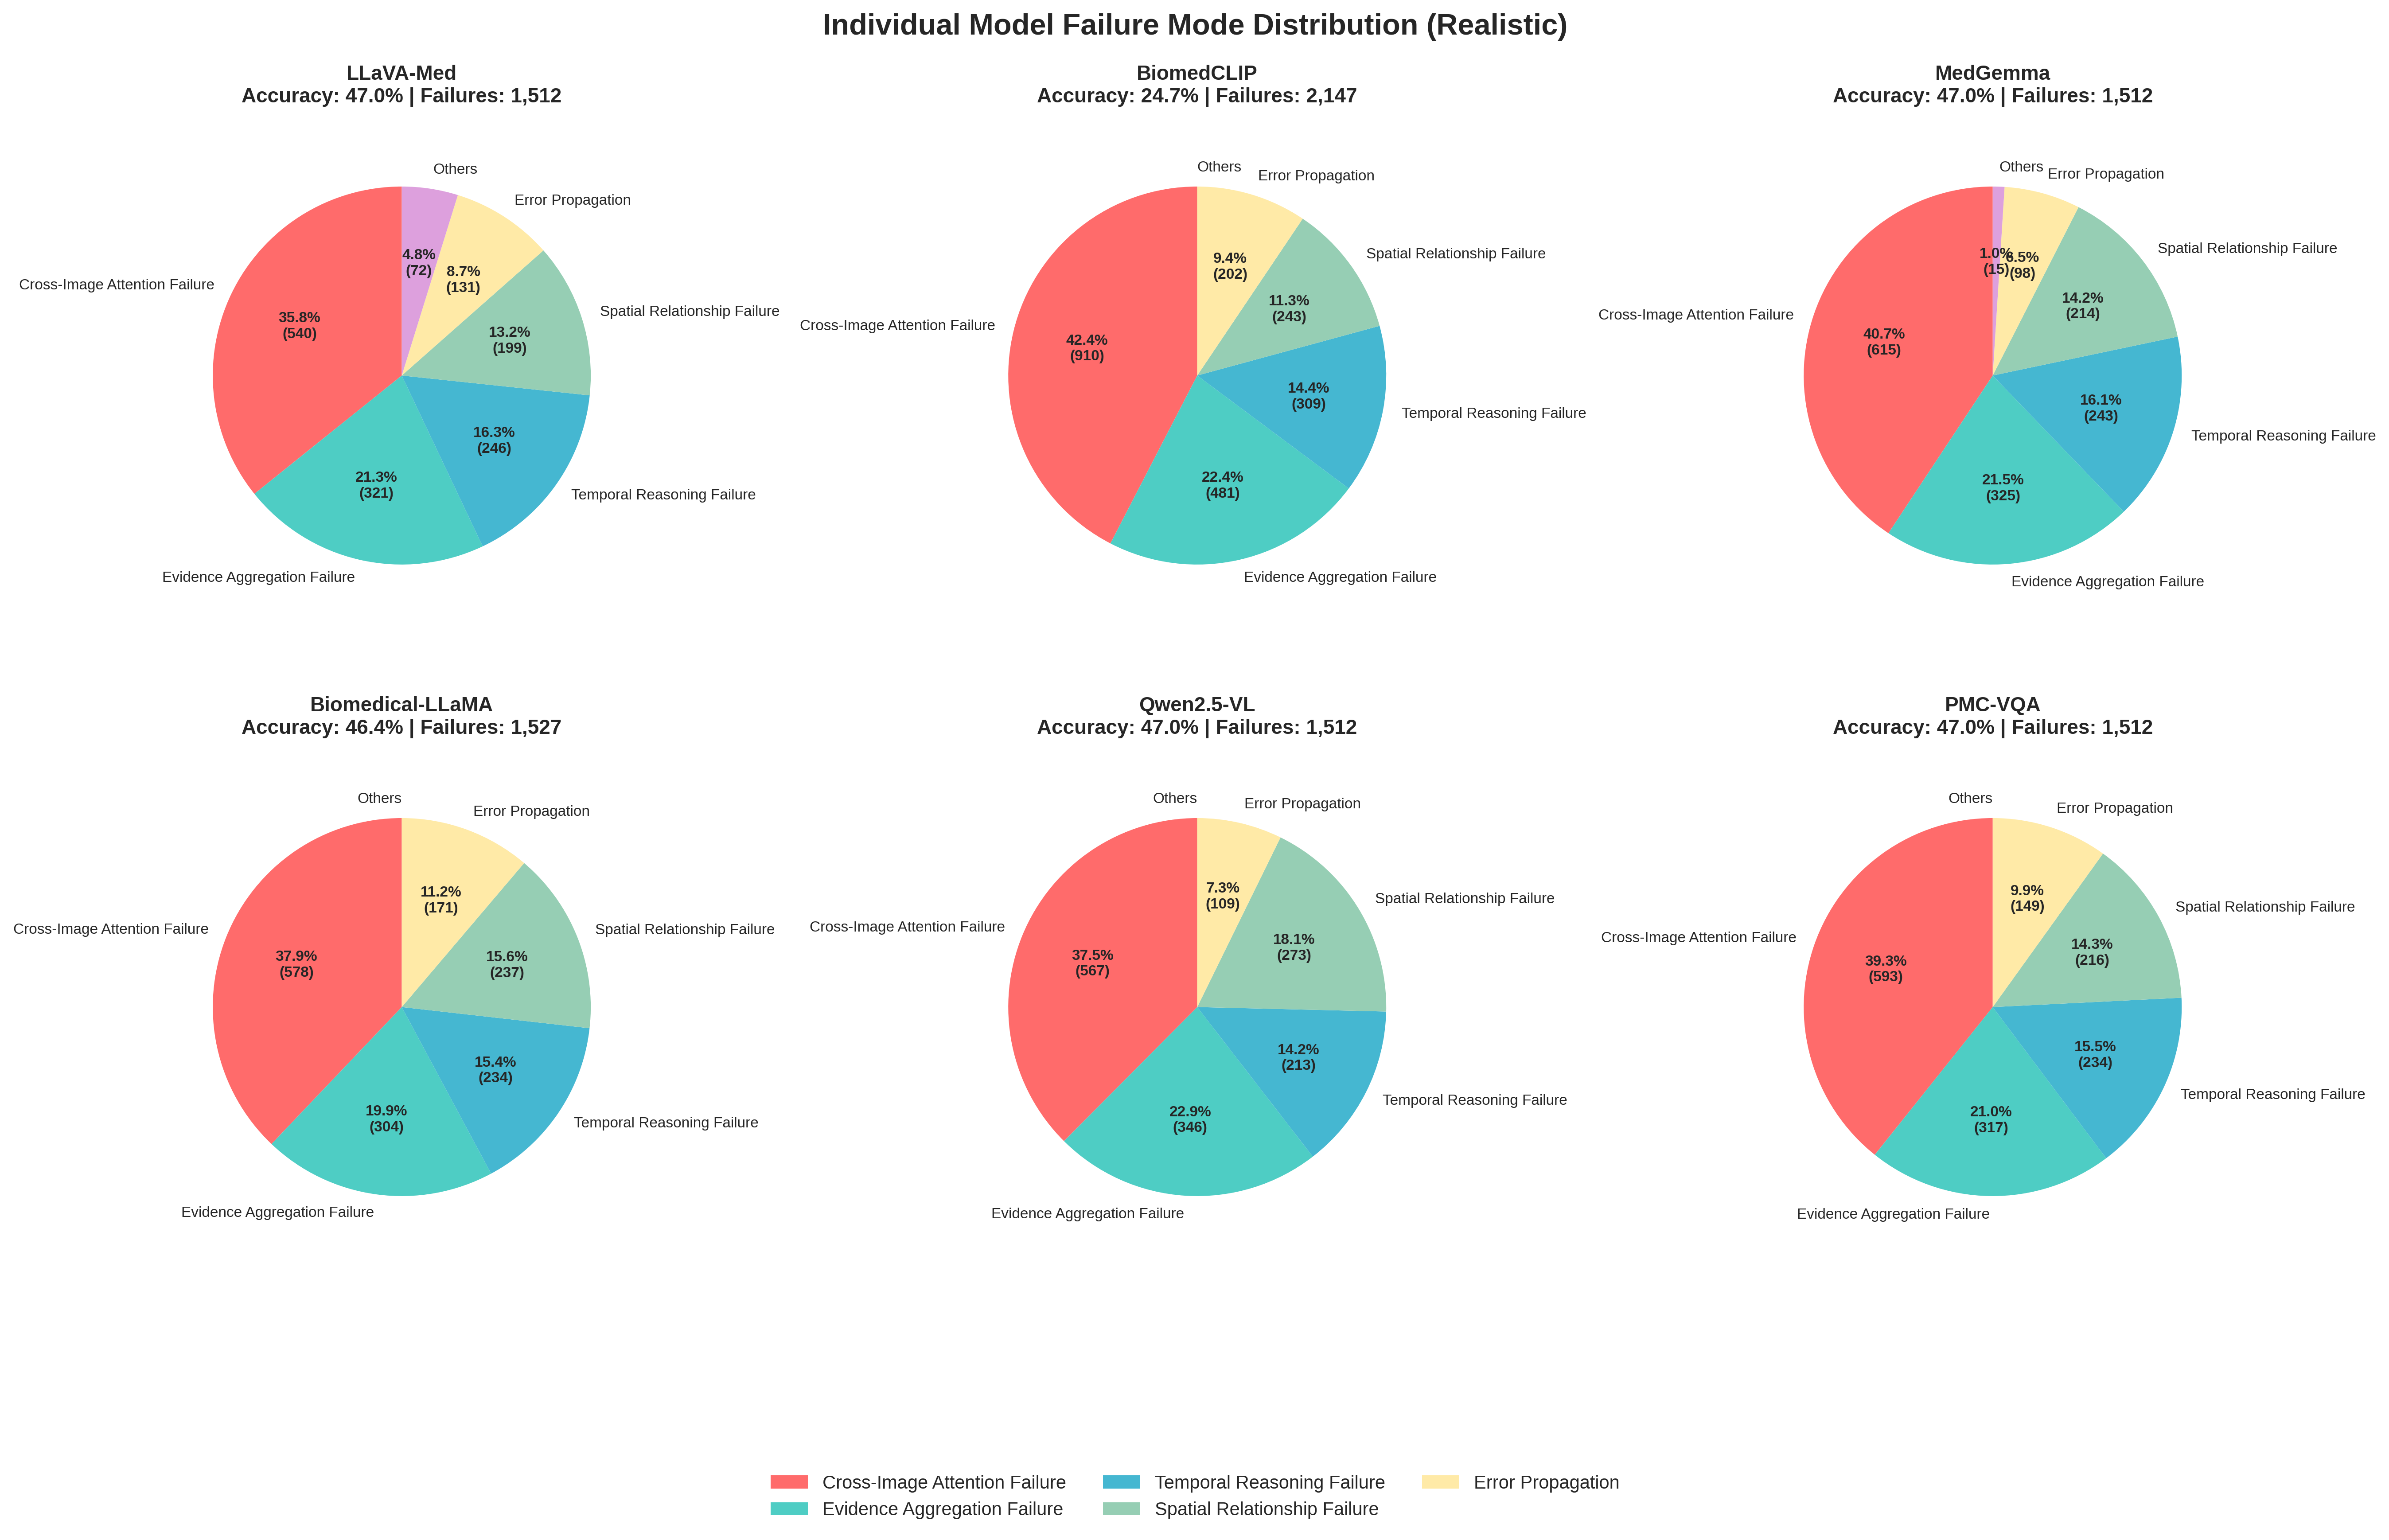 Individual Model Failure Mode Distribution (Realistic)
LLaVA-Med
Accuracy: 47.0% | Failures: 1,512
Others
Error Propagation
Spatial Relationship Failure
Cross-Image Attention Failure
Temporal Reasoning Failure
Evidence Aggregation Failure
4.8%
(72)
8.7%
(131)
13.2%
(199)
35.8%
(540)
16.3%
(246)
21.3%
(321)
BiomedCLIP
Accuracy: 24.7% | Failures: 2,147
Others
Error Propagation
Spatial Relationship Failure
Cross-Image Attention Failure
Temporal Reasoning Failure
Evidence Aggregation Failure
9.4%
(202)
11.3%
(243)
42.4%
(910)
14.4%
(309)
22.4%
(481)
MedGemma
Accuracy: 47.0% | Failures: 1,512
Others
Error Propagation
Spatial Relationship Failure
Cross-Image Attention Failure
Temporal Reasoning Failure
Evidence Aggregation Failure
1.0%
(15)
6.5%
(98)
14.2%
(214)
40.7%
(615)
16.1%
(243)
21.5%
(325)
Biomedical-LLaMA
Accuracy: 46.4% | Failures: 1,527
Others
Error Propagation
Spatial Relationship Failure
Cross-Image Attention Failure
Temporal Reasoning Failure
Evidence Aggregation Failure
11.2%
(171)
15.6%
(237)
37.9%
(578)
15.4%
(234)
19.9%
(304)
Qwen2.5-VL
Accuracy: 47.0% | Failures: 1,512
Others
Error Propagation
Spatial Relationship Failure
Cross-Image Attention Failure
Temporal Reasoning Failure
Evidence Aggregation Failure
7.3%
(109)
18.1%
(273)
37.5%
(567)
14.2%
(213)
22.9%
(346)
PMC-VQA
Accuracy: 47.0% | Failures: 1,512
Others
Error Propagation
Spatial Relationship Failure
Cross-Image Attention Failure
Temporal Reasoning Failure
Evidence Aggregation Failure
9.9%
(149)
14.3%
(216)
39.3%
(593)
15.5%
(234)
21.0%
(317)
Cross-Image Attention Failure
Evidence Aggregation Failure
Temporal Reasoning Failure
Spatial Relationship Failure
Error Propagation